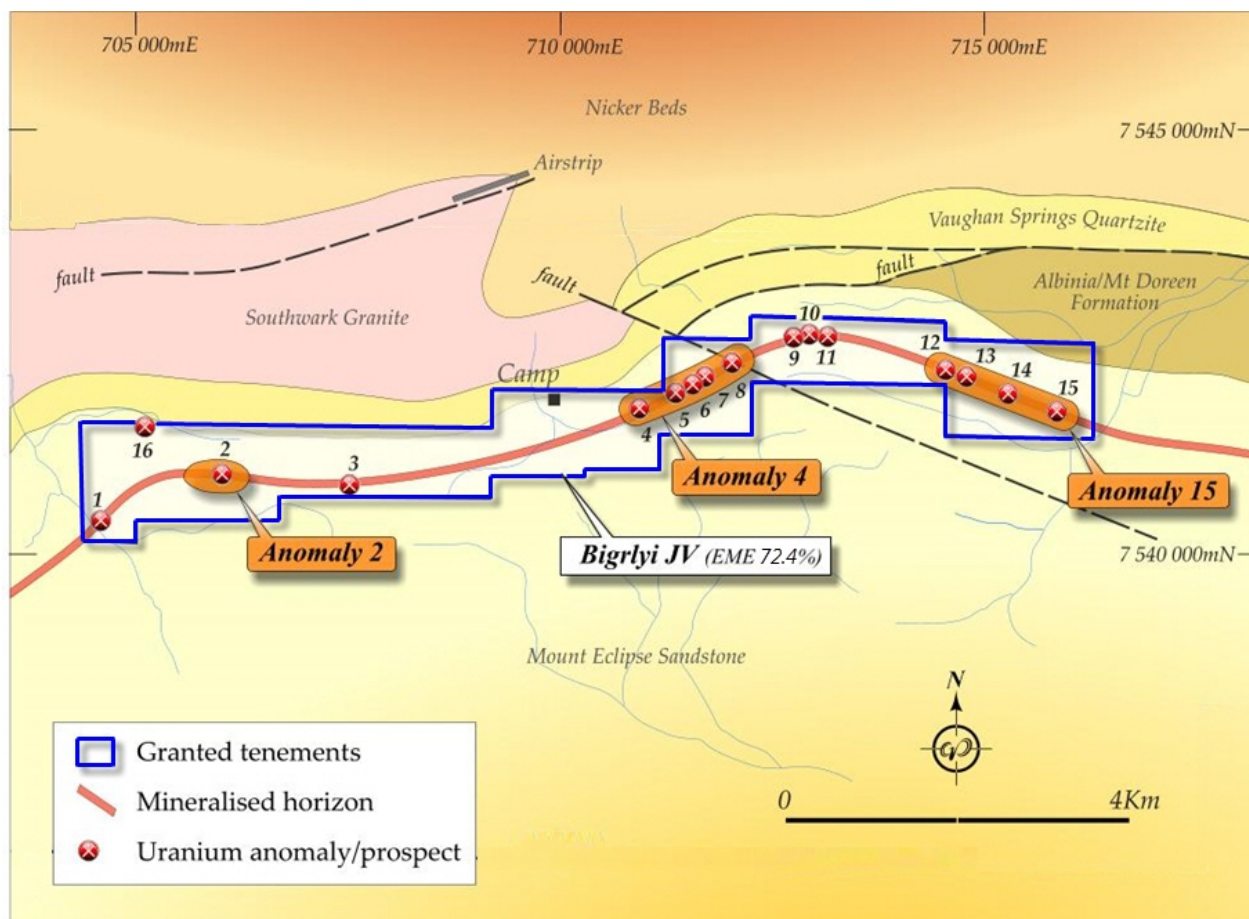 705 000mE
710 000mE
715 000mE
Nicker Beds
7 545 000mN
Airstrip
Vaughan Springs Quartzite
fault
fault
fault
Albinia/Mt Doreen
Formation
Southwark Granite
10
9
11
12
13
14
15
Camp
8
7
6
5
4
16
2
3
1
Anomaly 4
Anomaly 15
Anomaly 2
Bigrlyi JV (EME 72.4%)
7 540 000mN
Mount Eclipse Sandstone
N
Granted tenements
Mineralised horizon
Uranium anomaly/prospect
0
4Km